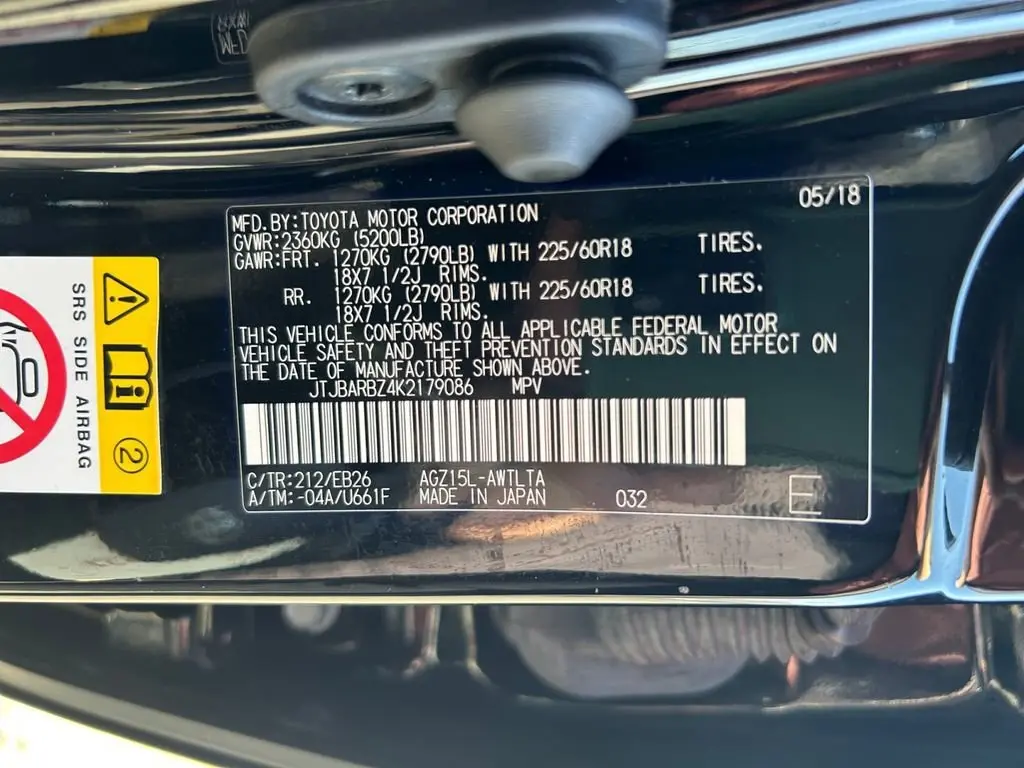 WED
05/18
MFD.BY:TOYOTA MOTOR CORPORATION
GVWR:2360KG (5200LB)
GAWR:FRT. 1270KG (2790LB) WITH 225/60R18 TIRES.
18X7 1/2J RIMS.
RR. 1270KG (2790LB) WITH 225/60R18 TIRES.
18X7 1/2J RIMS.
THIS VEHICLE CONFORMS TO ALL APPLICABLE FEDERAL MOTOR
VEHICLE SAFETY AND THEFT PREVENTION STANDARDS IN EFFECT ON
THE DATE OF MANUFACTURE SHOWN ABOVE.
JTJBARBZ4K2179086 MPV
C/TR:212/EB26 AGZ15L-AWTLTA
A/TM:-04A/U661F MADE IN JAPAN 032 E
SRS SIDE AIRBAG
2